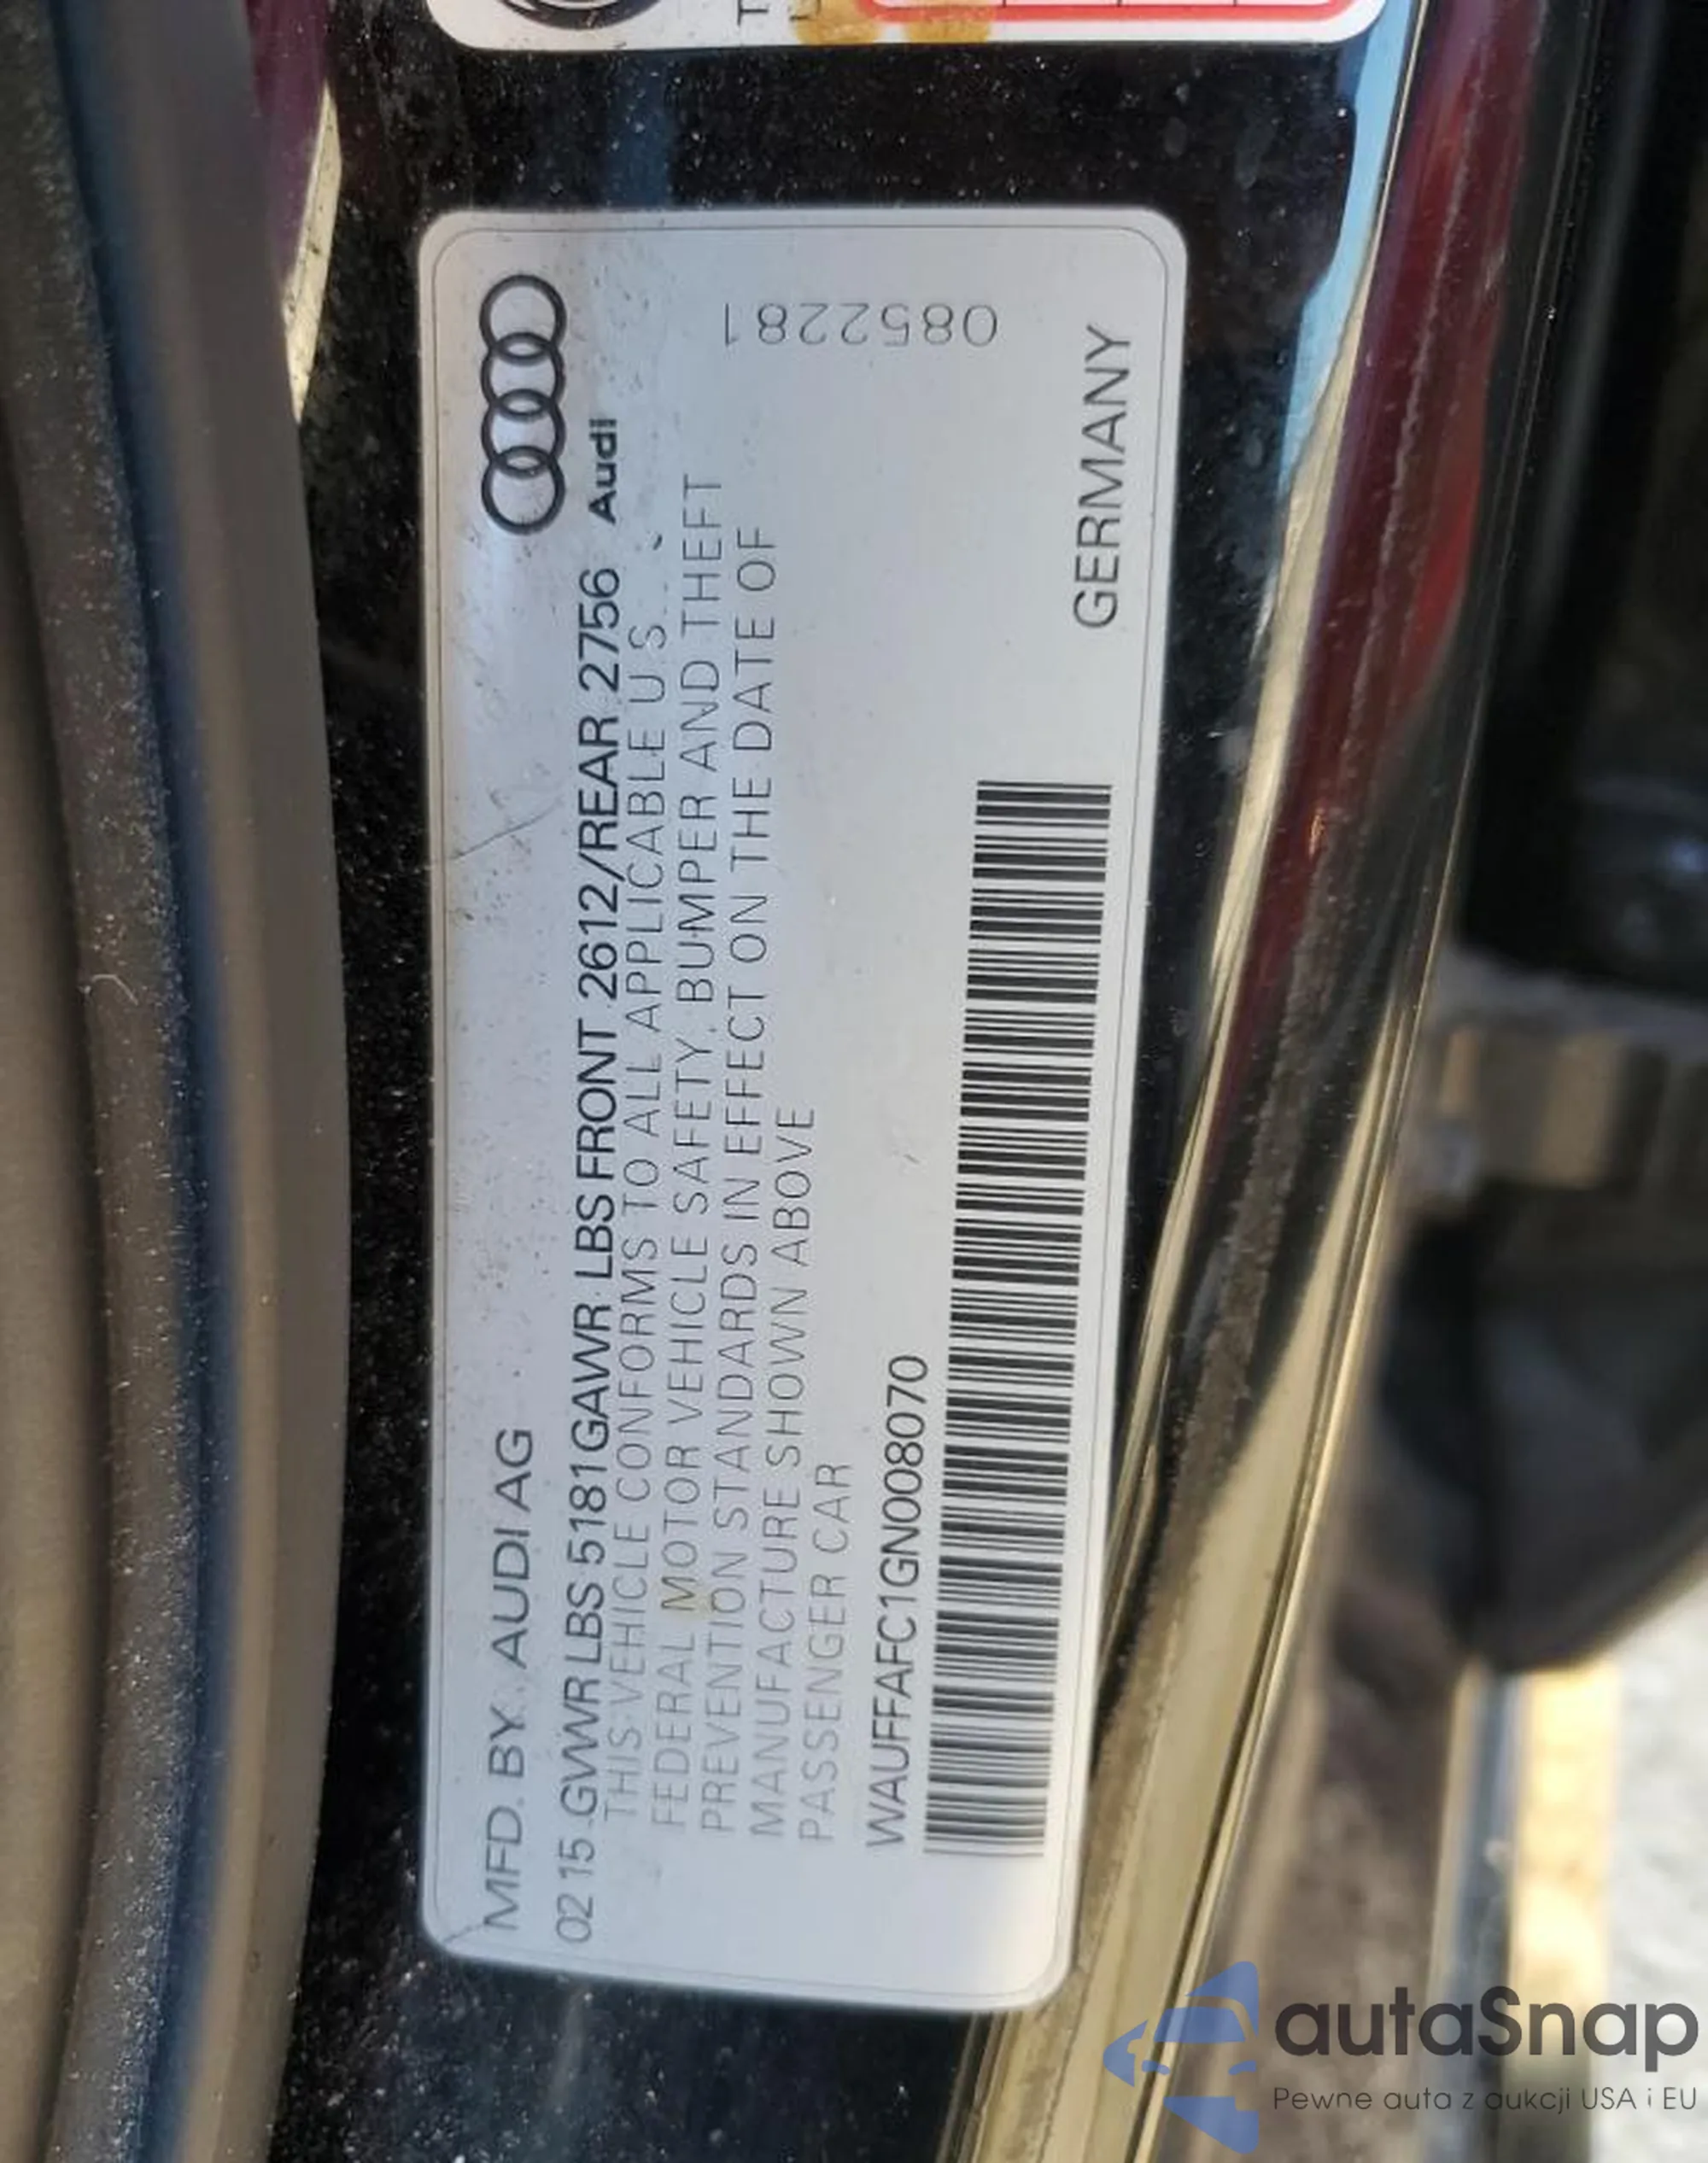 MFD. BY. AUDI AG
02 15 GVWR LBS 5181 GAWR LBS FRONT 2612/REAR 2756
Audi
THIS VEHICLE CONFORMS TO ALL APPLICABLE U S
FEDERAL MOTOR VEHICLE SAFETY, BUMPER AND THEFT
PREVENTION STANDARDS IN EFFECT ON THE DATE OF
MANUFACTURE SHOWN ABOVE
PASSENGER CAR
0852281
WAUFFAFC1GN008070
GERMANY
autaSnap
Pewne auta z aukcji USA i EU